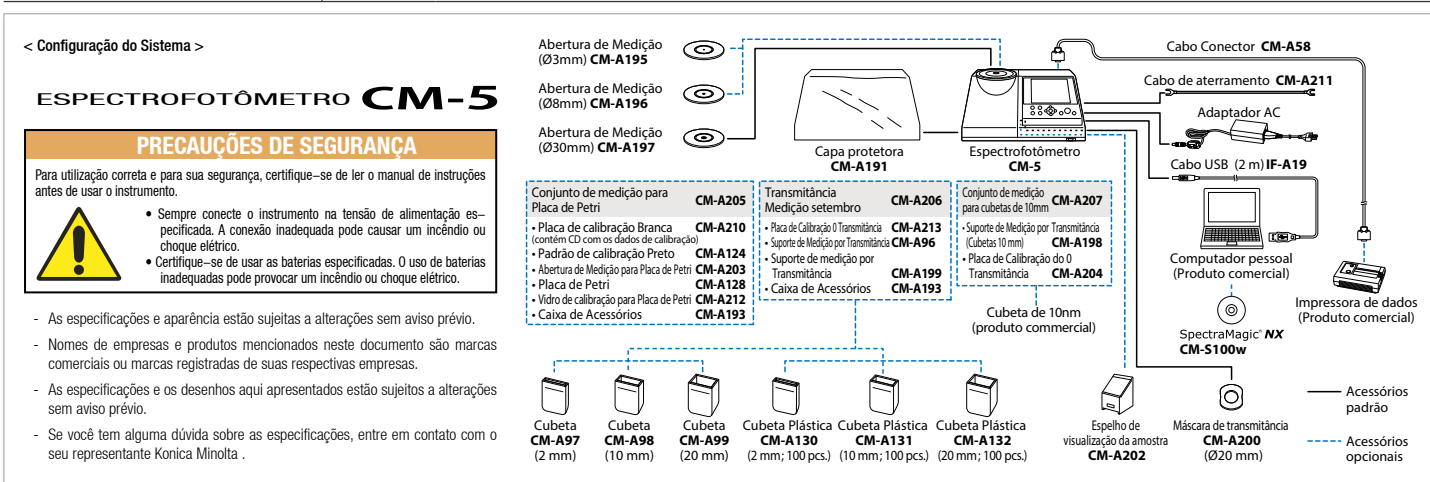 < Configuração do Sistema >
ESPECTROFOTÔMETRO CM-5
PRECAUÇÕES DE SEGURANÇA
Para utilização correta e para sua segurança, certifique–se de ler o manual de instruções
antes de usar o instrumento.
• Sempre conecte o instrumento na tensão de alimentação es–
pecificada. A conexão inadequada pode causar um incêndio ou
choque elétrico.
• Certifique–se de usar as baterias especificadas. O uso de baterias
inadequadas pode provocar um incêndio ou choque elétrico.
- As especificações e aparência estão sujeitas a alterações sem aviso prévio.
- Nomes de empresas e produtos mencionados neste documento são marcas
comerciais ou marcas registradas de suas respectivas empresas.
- As especificações e os desenhos aqui apresentados estão sujeitos a alterações
sem aviso prévio.
- Se você tem alguma dúvida sobre as especificações, entre em contato com o
seu representante Konica Minolta .
Abertura de Medição
(Ø3mm) CM-A195
Abertura de Medição
(Ø8mm) CM-A196
Abertura de Medição
(Ø30mm) CM-A197
Capa protetora
CM-A191
Espectrofotômetro
CM-5
Cabo Conector CM-A58
Cabo de aterramento CM-A211
Adaptador AC
Cabo USB (2 m) IF-A19
Computador pessoal
(Produto comercial)
SpectraMagic® NX
CM-S100w
Impressora de dados
(Produto comercial)
Conjunto de medição para
Placa de Petri CM-A205
• Placa de calibração Branca CM-A210
(contém CD com os dados de calibração)
• Padrão de calibração Preto CM-A124
• Abertura de Medição para Placa de Petri CM-A203
• Placa de Petri CM-A128
• Vidro de calibração para Placa de Petri CM-A212
• Caixa de Acessórios CM-A193
Transmitância
Medição setembro CM-A206
• Placa de Calibração 0 Transmitância CM-A213
• Suporte de Medição por Transmitância CM-A96
• Suporte de medição por
Transmitância CM-A199
• Caixa de Acessórios CM-A193
Conjunto de medição
para cubetas de 10mm CM-A207
• Suporte de Medição por Transmitância
(Cubetas 10 mm) CM-A198
• Placa de Calibração do 0
Transmitância CM-A204
Cubeta de 10nm
(produto commercial)
Cubeta
CM-A97
(2 mm)
Cubeta
CM-A98
(10 mm)
Cubeta
CM-A99
(20 mm)
Cubeta Plástica
CM-A130
(2 mm; 100 pcs.)
Cubeta Plástica
CM-A131
(10 mm; 100 pcs.)
Cubeta Plástica
CM-A132
(20 mm; 100 pcs.)
Espelho de
visualização da amostra
CM-A202
Máscara de transmitância
CM-A200
(Ø20 mm)
Acessórios
padrão
Acessórios
opcionais